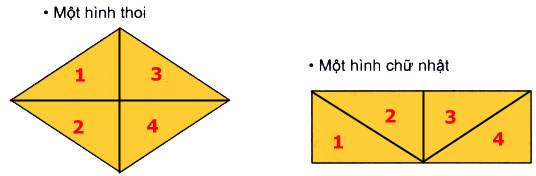 • Một hình thoi
1 3
2 4
• Một hình chữ nhật
2 3
1 4